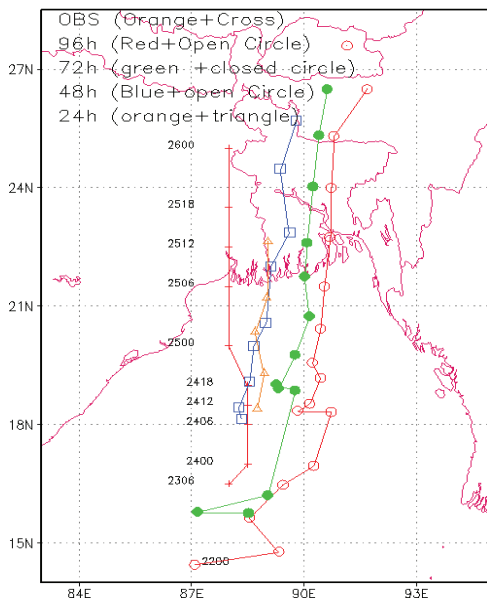 OBS (Orange+Cross)
96h (Red+Open Circle)
72h (green +closed circle)
48h (Blue+open Circle)
24h (orange+triangle)
27N
24N
21N
18N
15N
2600
2518
2512
2506
2500
2418
2412
2406
2400
2306
2200
84E
87E
90E
93E